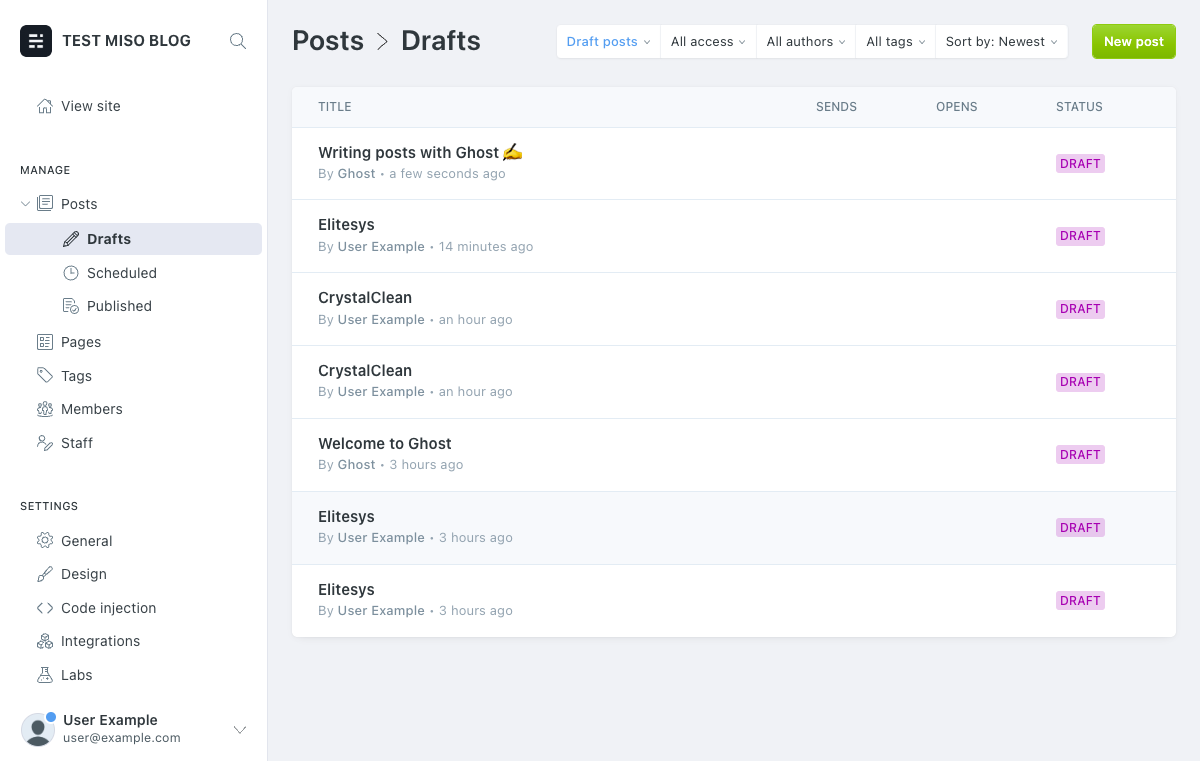 TEST MISO BLOG
View site
MANAGE
Posts
Drafts
Scheduled
Published
Pages
Tags
Members
Staff
SETTINGS
General
Design
Code injection
Integrations
Labs
User Example
user@example.com
Posts > Drafts
Draft posts
All access
All authors
All tags
Sort by: Newest
New post
TITLE SENDS OPENS STATUS
Writing posts with Ghost ✍️
By Ghost • a few seconds ago
DRAFT
Elitesys
By User Example • 14 minutes ago
DRAFT
CrystalClean
By User Example • an hour ago
DRAFT
CrystalClean
By User Example • an hour ago
DRAFT
Welcome to Ghost
By Ghost • 3 hours ago
DRAFT
Elitesys
By User Example • 3 hours ago
DRAFT
Elitesys
By User Example • 3 hours ago
DRAFT